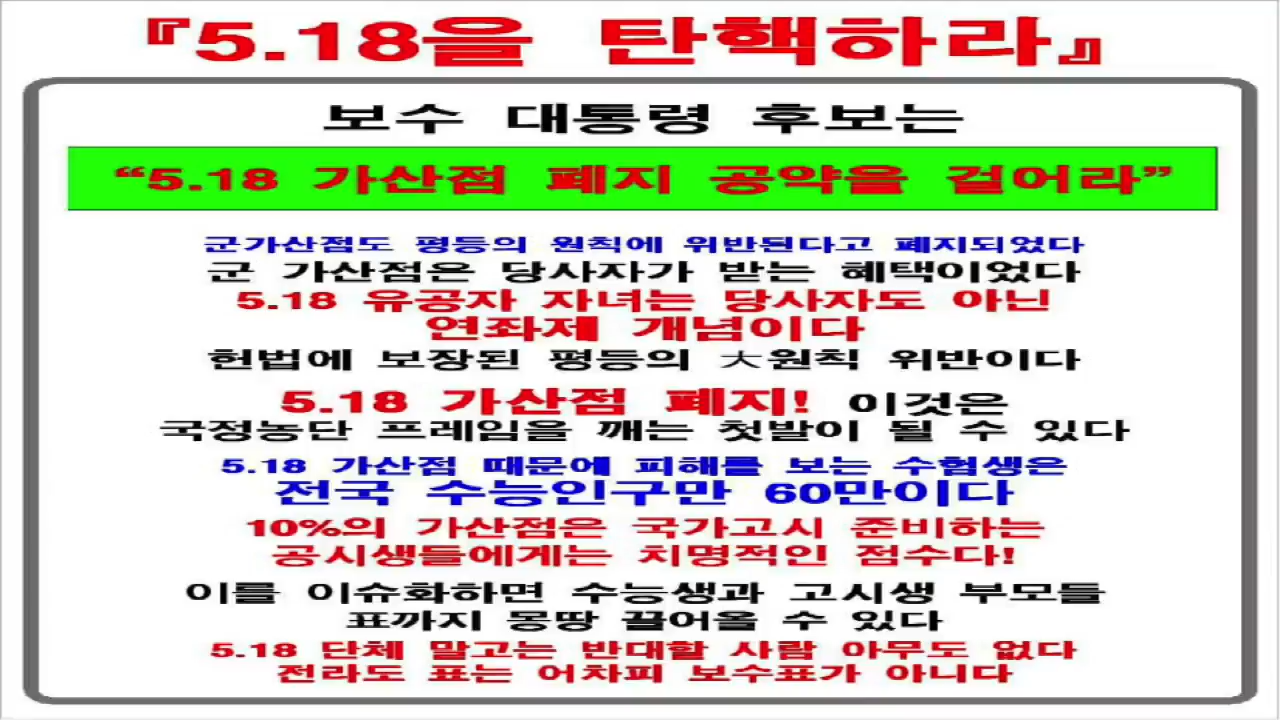 『5.18을 탄핵하라』
보수 대통령 후보는
“5.18 가산점 폐지 공약을 걸어라”
군가산점도 평등의 원칙에 위반된다고 폐지되었다
군 가산점은 당사자가 받는 혜택이었다
5.18 유공자 자녀는 당사자도 아닌
연좌제 개념이다
헌법에 보장된 평등의 大원칙 위반이다
5.18 가산점 폐지! 이것은
국정농단 프레임을 깨는 첫발이 될 수 있다
5.18 가산점 때문에 피해를 보는 수험생은
전국 수능인구만 60만이다
10%의 가산점은 국가고시 준비하는
공시생들에게는 치명적인 점수다!
이를 이슈화하면 수능생과 고시생 부모들
표까지 몽땅 끌어올 수 있다
5.18 단체 말고는 반대할 사람 아무도 없다
전라도 표는 어차피 보수표가 아니다